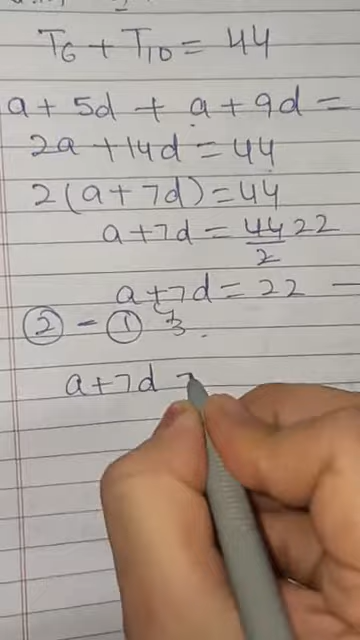 T6 + T10 = 44
a + 5d + a + 9d =
2a + 14d = 44
2(a + 7d) = 44
a + 7d = 44/2 22
a + 7d = 22 —
② - ①
a + 7d